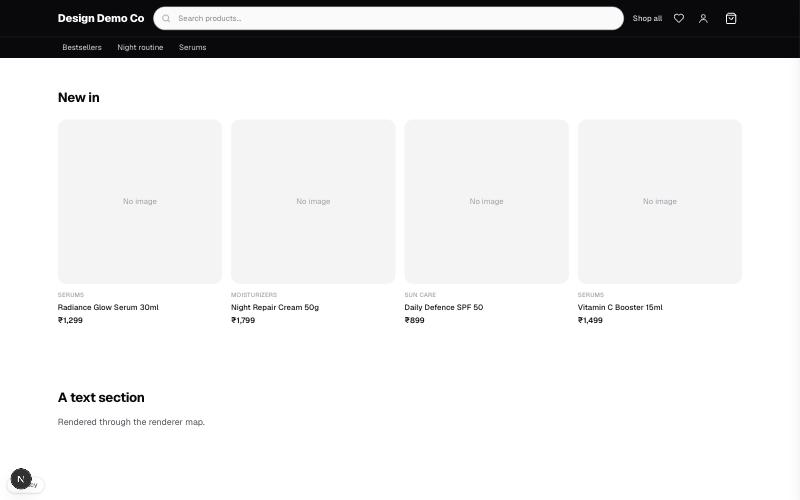 Design Demo Co
Search products...
Shop all
Bestsellers Night routine Serums
New in
No image No image No image No image
SERUMS MOISTURIZERS SUN CARE SERUMS
Radiance Glow Serum 30ml Night Repair Cream 50g Daily Defence SPF 50 Vitamin C Booster 15ml
₹1,299 ₹1,799 ₹899 ₹1,499
A text section
Rendered through the renderer map.
N